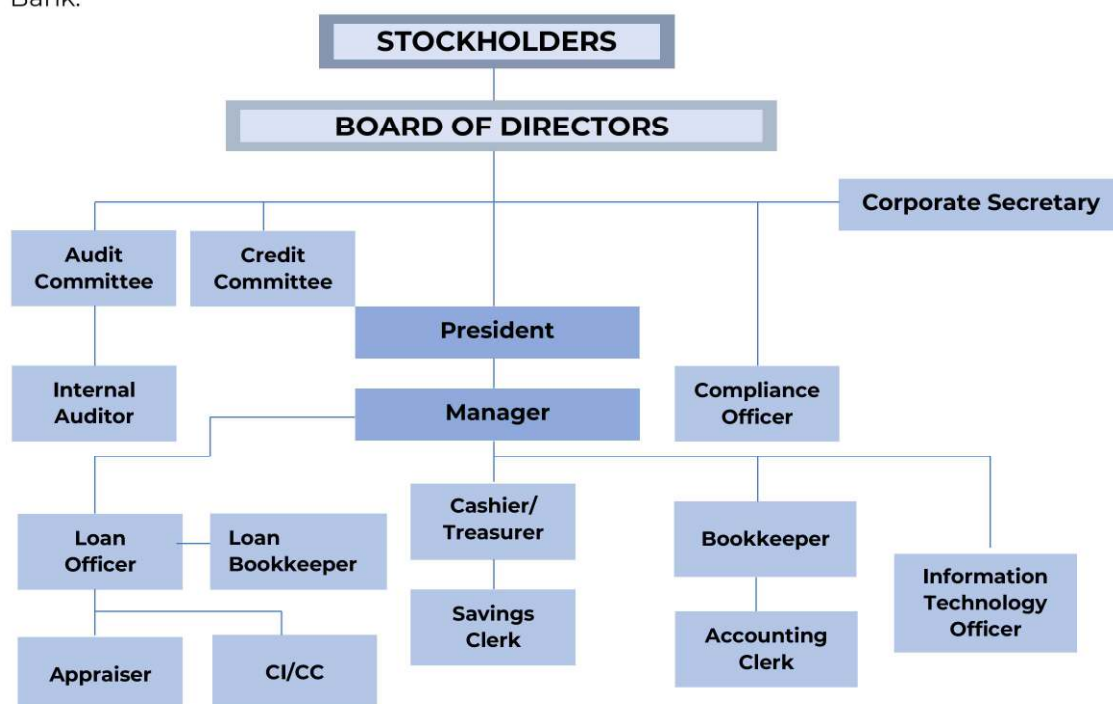 Bank.
STOCKHOLDERS
BOARD OF DIRECTORS
Corporate Secretary
Audit
Committee
Credit
Committee
President
Internal
Auditor
Manager
Compliance
Officer
Loan
Officer
Loan
Bookkeeper
Cashier/
Treasurer
Bookkeeper
Information
Technology
Officer
Appraiser
CI/CC
Savings
Clerk
Accounting
Clerk